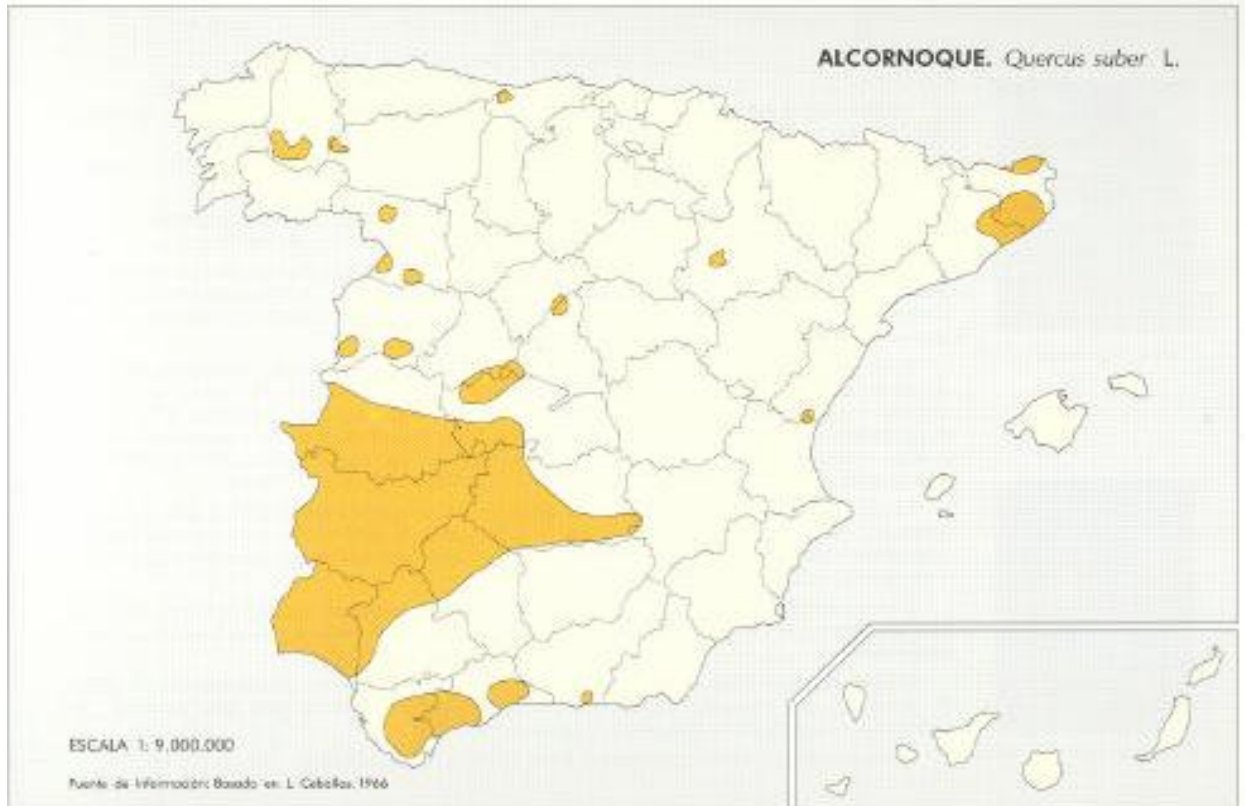 ALCORNOQUE. Quercus suber L.
ESCALA 1: 9.000.000
Fuente de Información: Basado en L. Ceballos, 1966